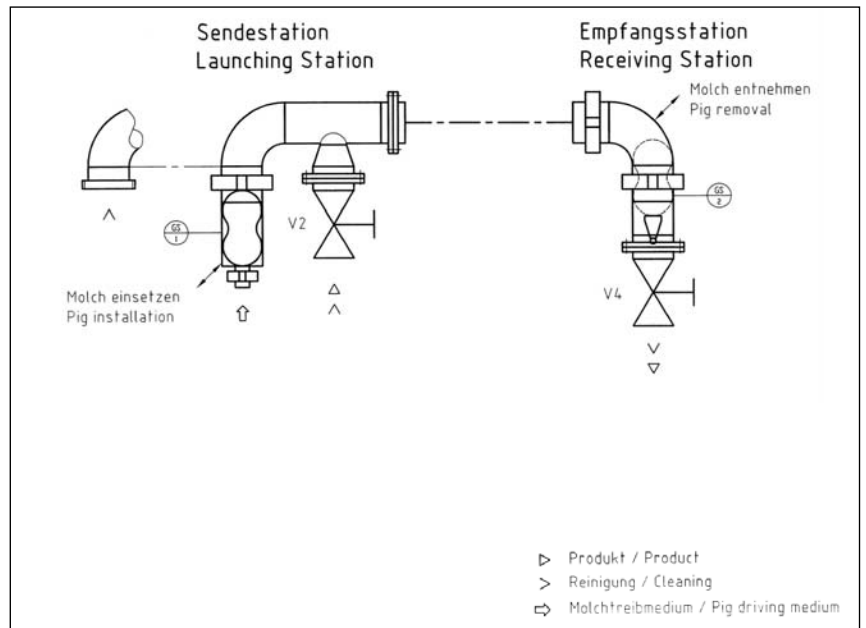 Sendestation
Launching Station
Empfangsstation
Receiving Station
Molch entnehmen
Pig removal
GS
1
V2
GS
2
V4
Molch einsetzen
Pig installation
Produkt / Product
Reinigung / Cleaning
Molchtreibmedium / Pig driving medium